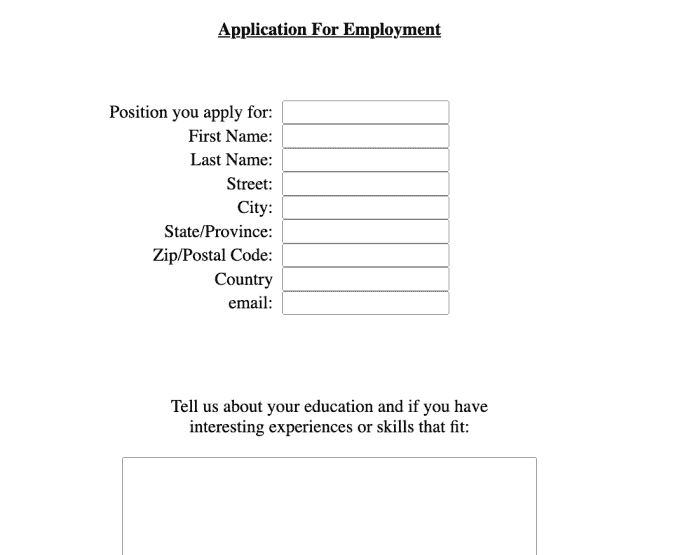 Application For Employment
Position you apply for:
First Name:
Last Name:
Street:
City:
State/Province:
Zip/Postal Code:
Country
email:
Tell us about your education and if you have
interesting experiences or skills that fit: